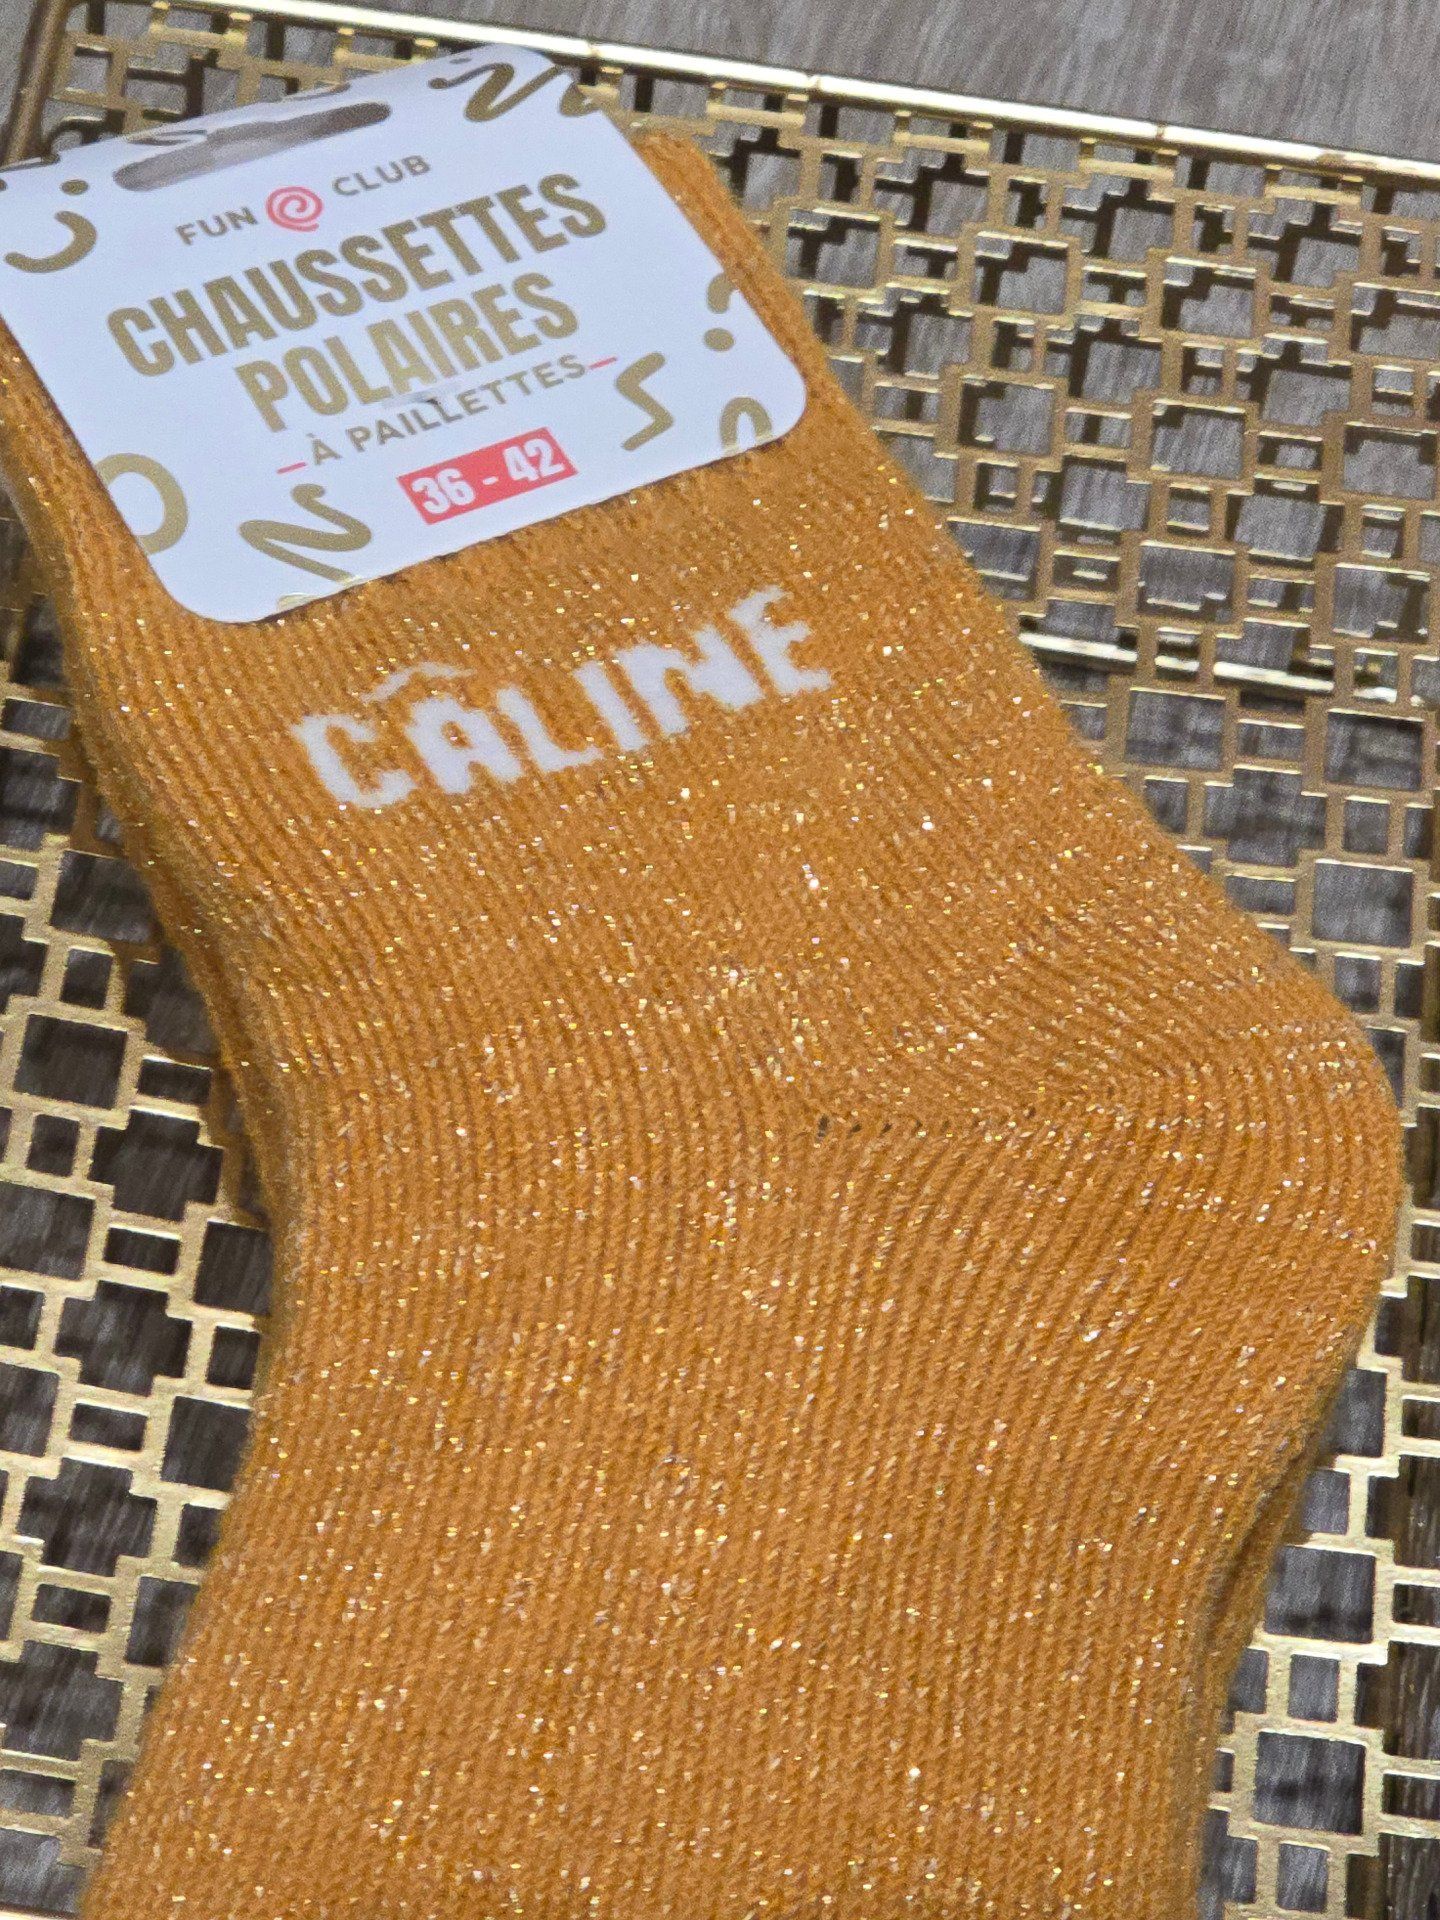 FUN CLUB
CHAUSSETTES
POLAIRES
À PAILLETTES
36 - 42
CÂLINE